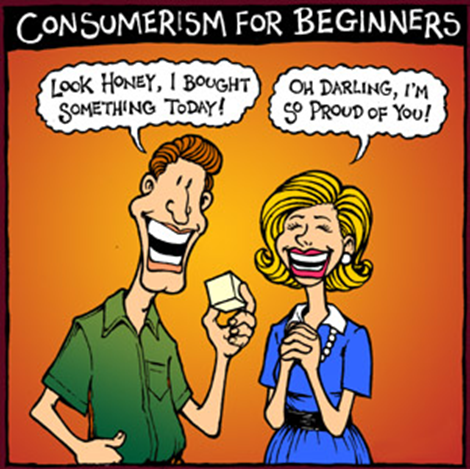 CONSUMERISM FOR BEGINNERS
LOOK HONEY, I BOUGHT
SOMETHING TODAY!
OH DARLING, I'M
SO PROUD OF YOU!